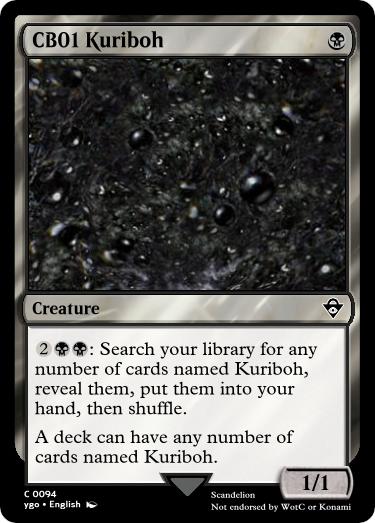 CB01 Kuriboh
Creature
2: Search your library for any
number of cards named Kuriboh,
reveal them, put them into your
hand, then shuffle.
A deck can have any number of
cards named Kuriboh.
1/1
C 0094
ygo • English
Scandelion
Not endorsed by WotC or Konami